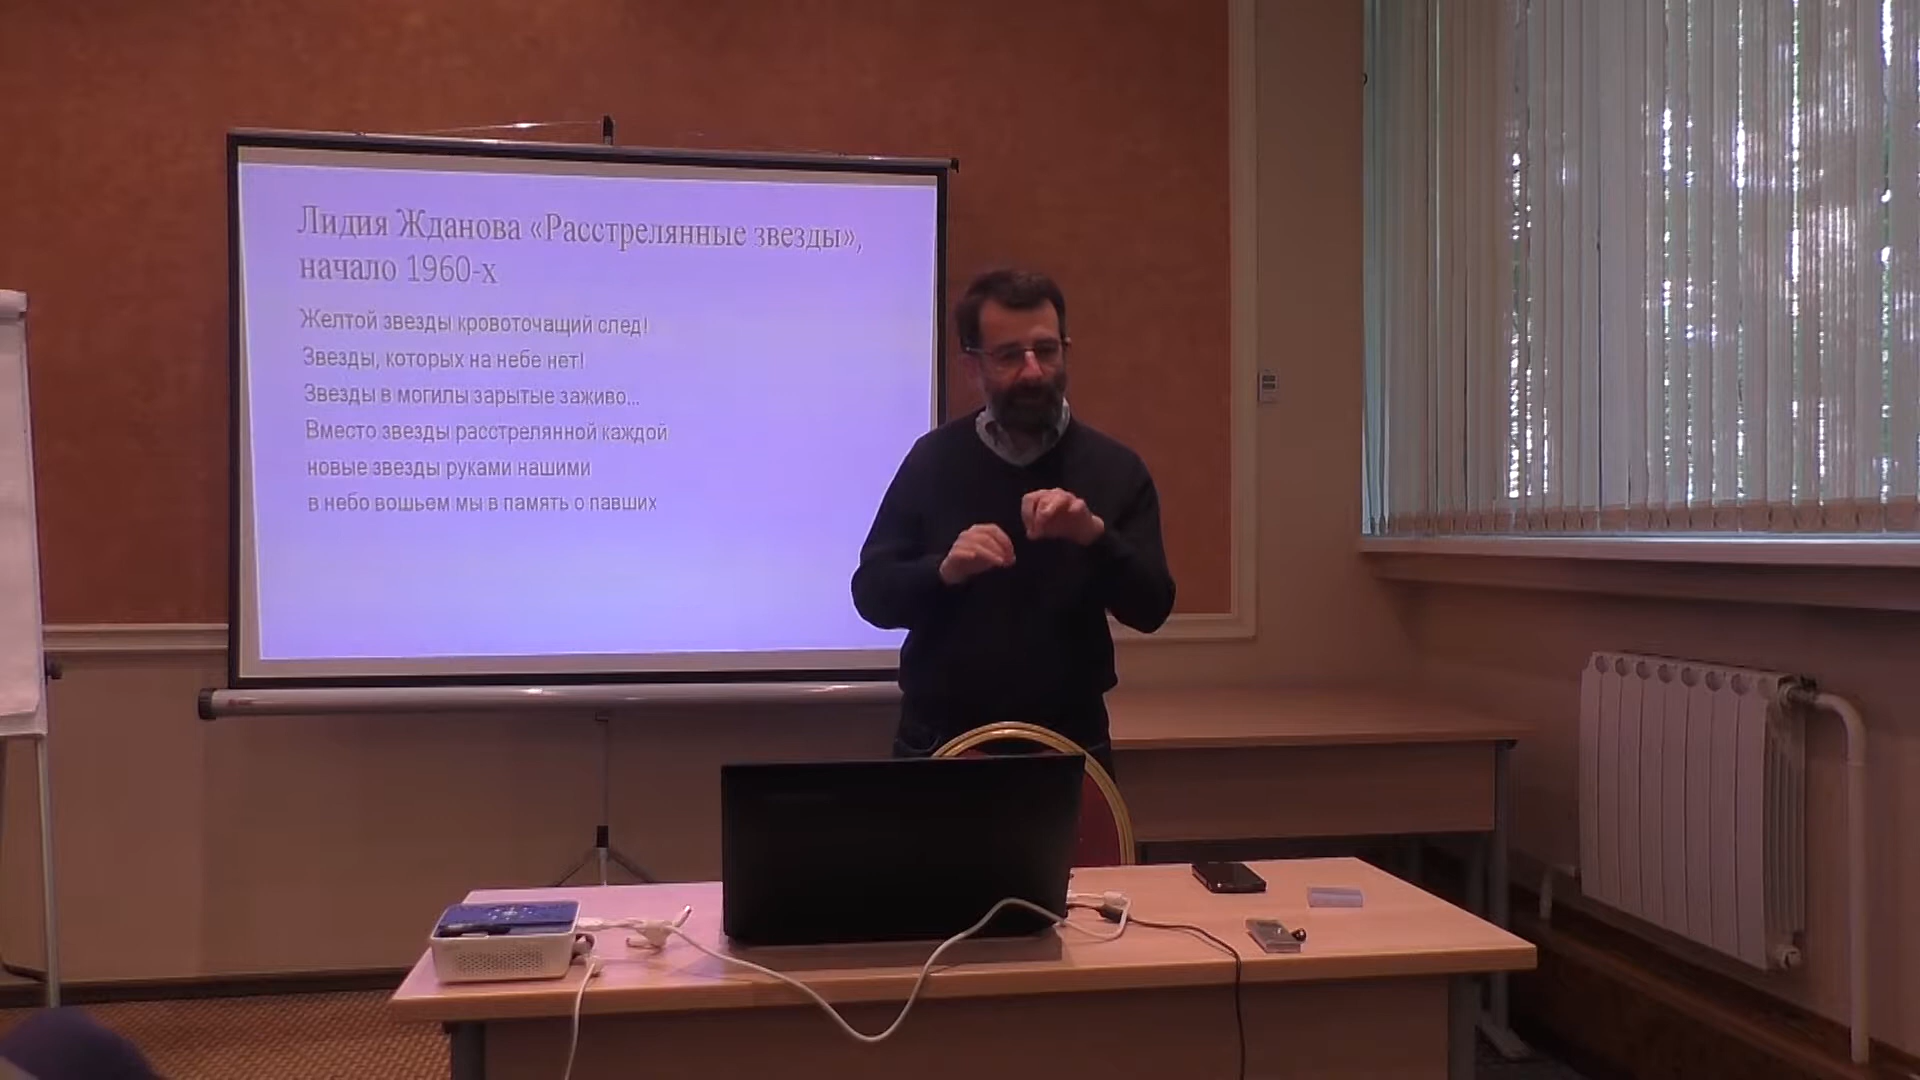 Лидия Жданова «Расстрелянные звезды»,
начало 1960-х
Желтой звезды кровоточащий след!
Звезды, которых на небе нет!
Звезды в могилы зарытые заживо...
Вместо звезды расстрелянной каждой
новые звезды руками нашими
в небо вошьем мы в память о павших